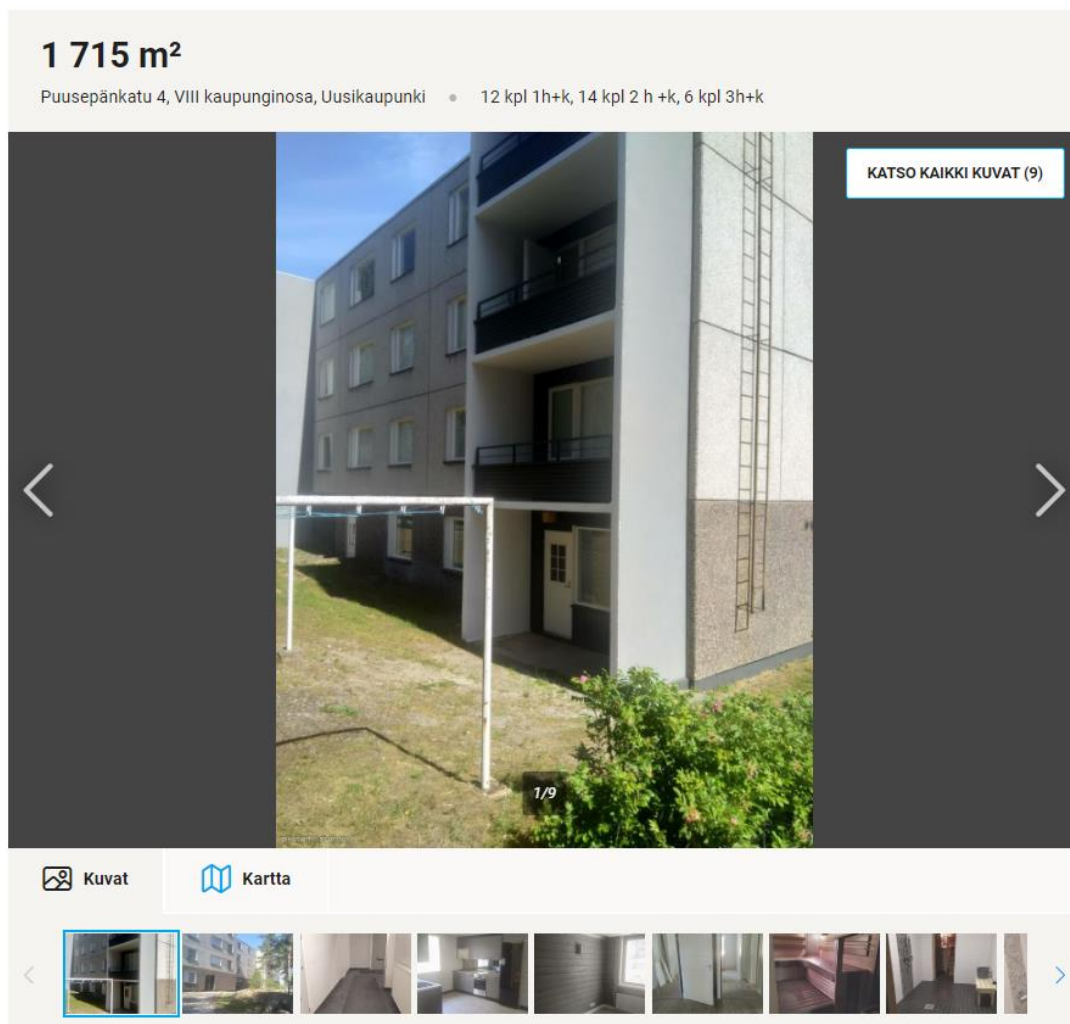 1 715 m²
Puusepänkatu 4, VIII kaupunginosa, Uusikaupunki • 12 kpl 1h+k, 14 kpl 2 h +k, 6 kpl 3h+k
KATSO KAIKKI KUVAT (9)
1/9
Kuvat
Kartta